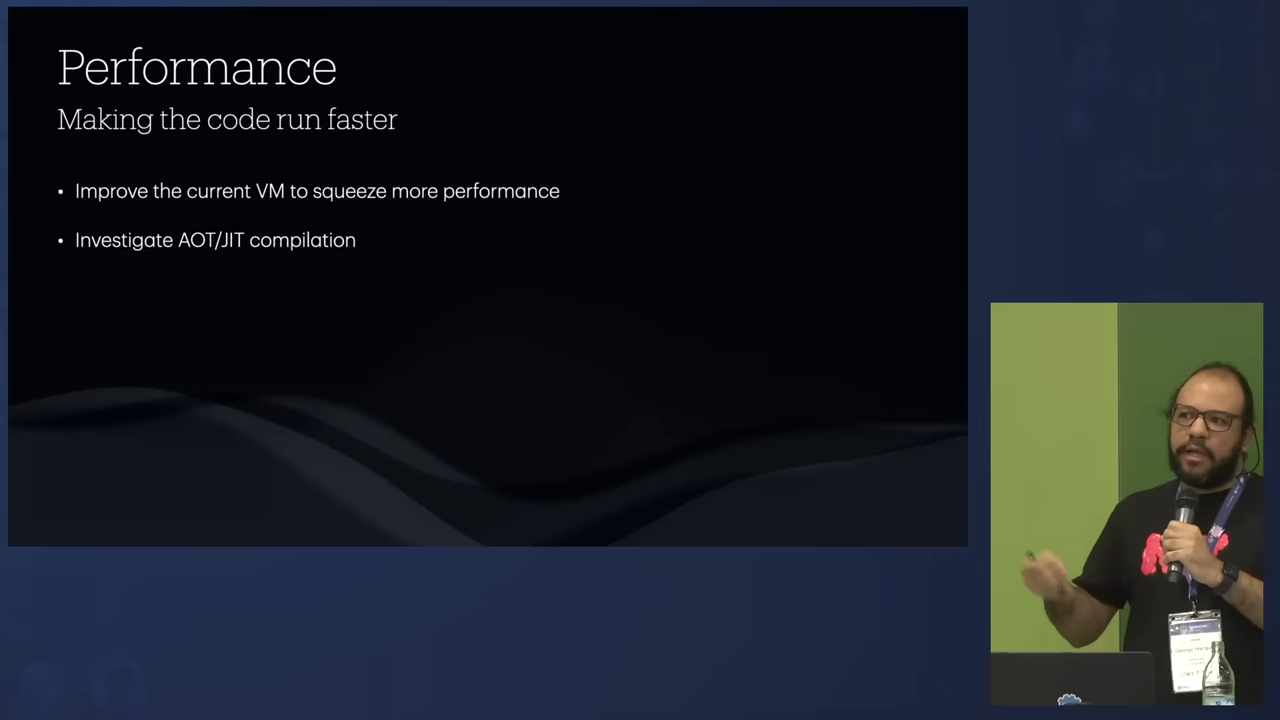 Performance
Making the code run faster
• Improve the current VM to squeeze more performance
• Investigate AOT/JIT compilation